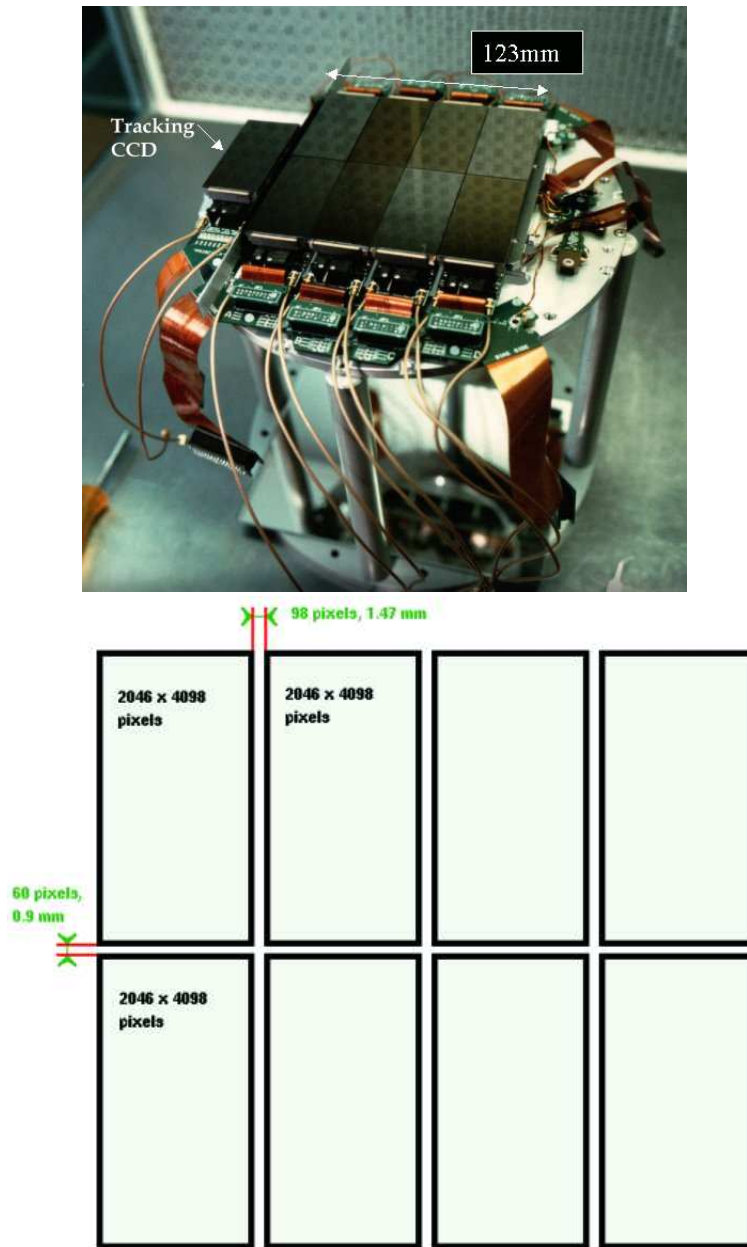 123mm
Tracking
CCD
98 pixels, 1.47 mm
2046 x 4098
pixels
2046 x 4098
pixels
60 pixels,
0.9 mm
2046 x 4098
pixels